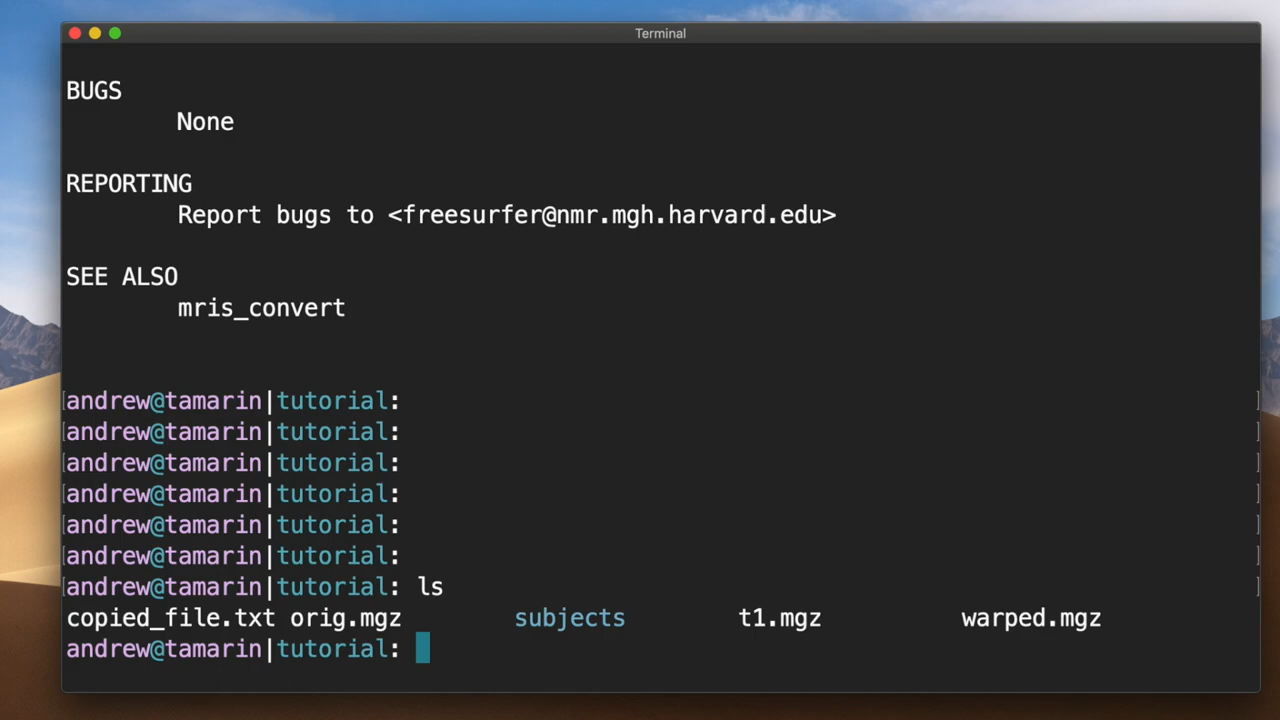 Terminal
BUGS
None
REPORTING
Report bugs to <freesurfer@nmr.mgh.harvard.edu>
SEE ALSO
mris_convert
[andrew@tamarin|tutorial: ]
[andrew@tamarin|tutorial: ]
[andrew@tamarin|tutorial: ]
[andrew@tamarin|tutorial: ]
[andrew@tamarin|tutorial: ]
[andrew@tamarin|tutorial: ]
[andrew@tamarin|tutorial: ls ]
copied_file.txt orig.mgz subjects t1.mgz warped.mgz
andrew@tamarin|tutorial: